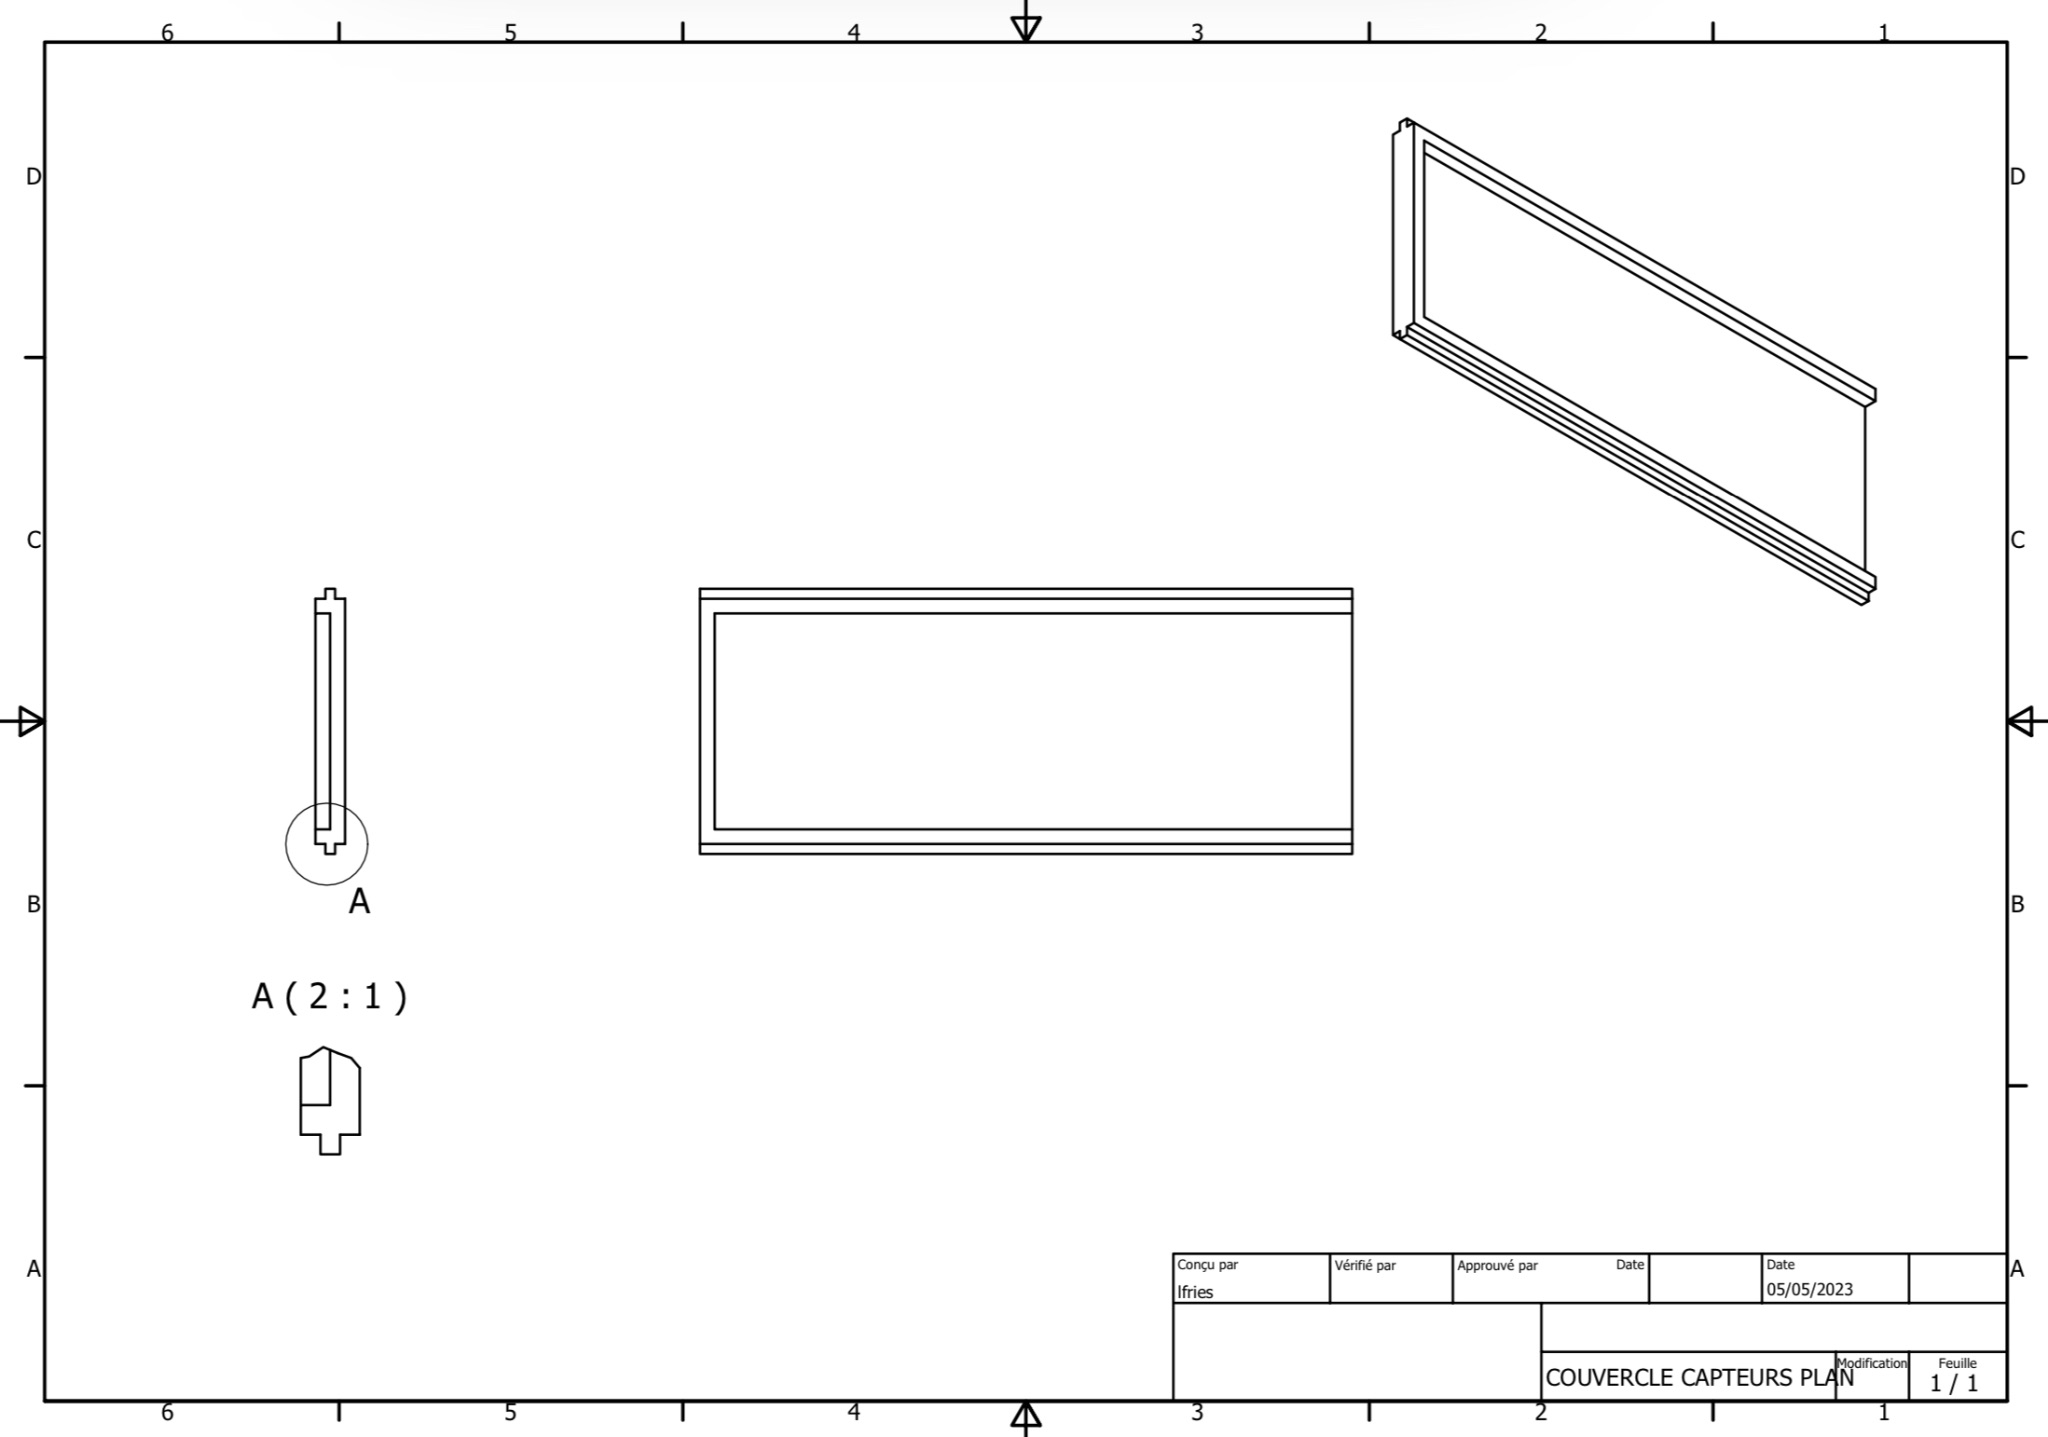 6 5 4 3 2 1
D D
C C
A
B B
A ( 2 : 1 )
A A
Conçu par Vérifié par Approuvé par Date Date
lfries 05/05/2023
Modification Feuille
COUVERCLE CAPTEURS PLAN 1 / 1
6 5 4 3 2 1